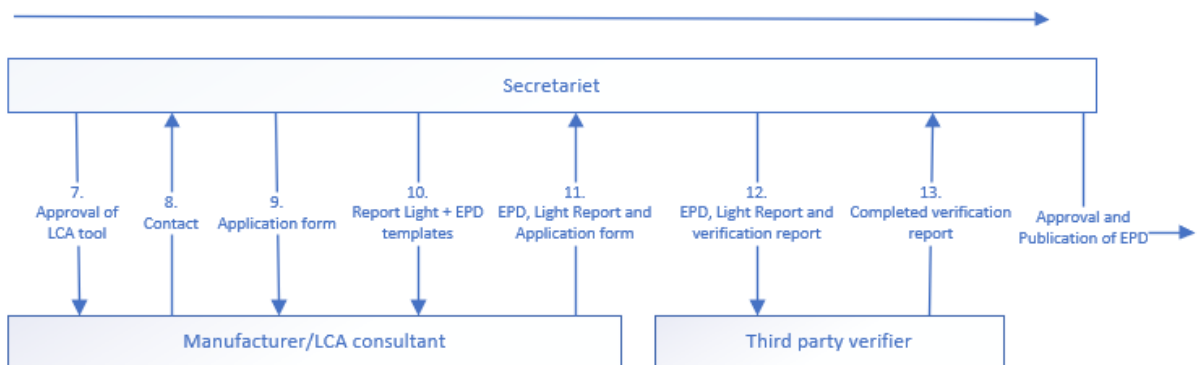 Secretariet
7.
Approval of
LCA tool
8.
Contact
9.
Application form
10.
Report Light + EPD
templates
11.
EPD, Light Report and
Application form
12.
EPD, Light Report and
verification report
13.
Completed verification
report
Approval and
Publication of EPD
Manufacturer/LCA consultant
Third party verifier